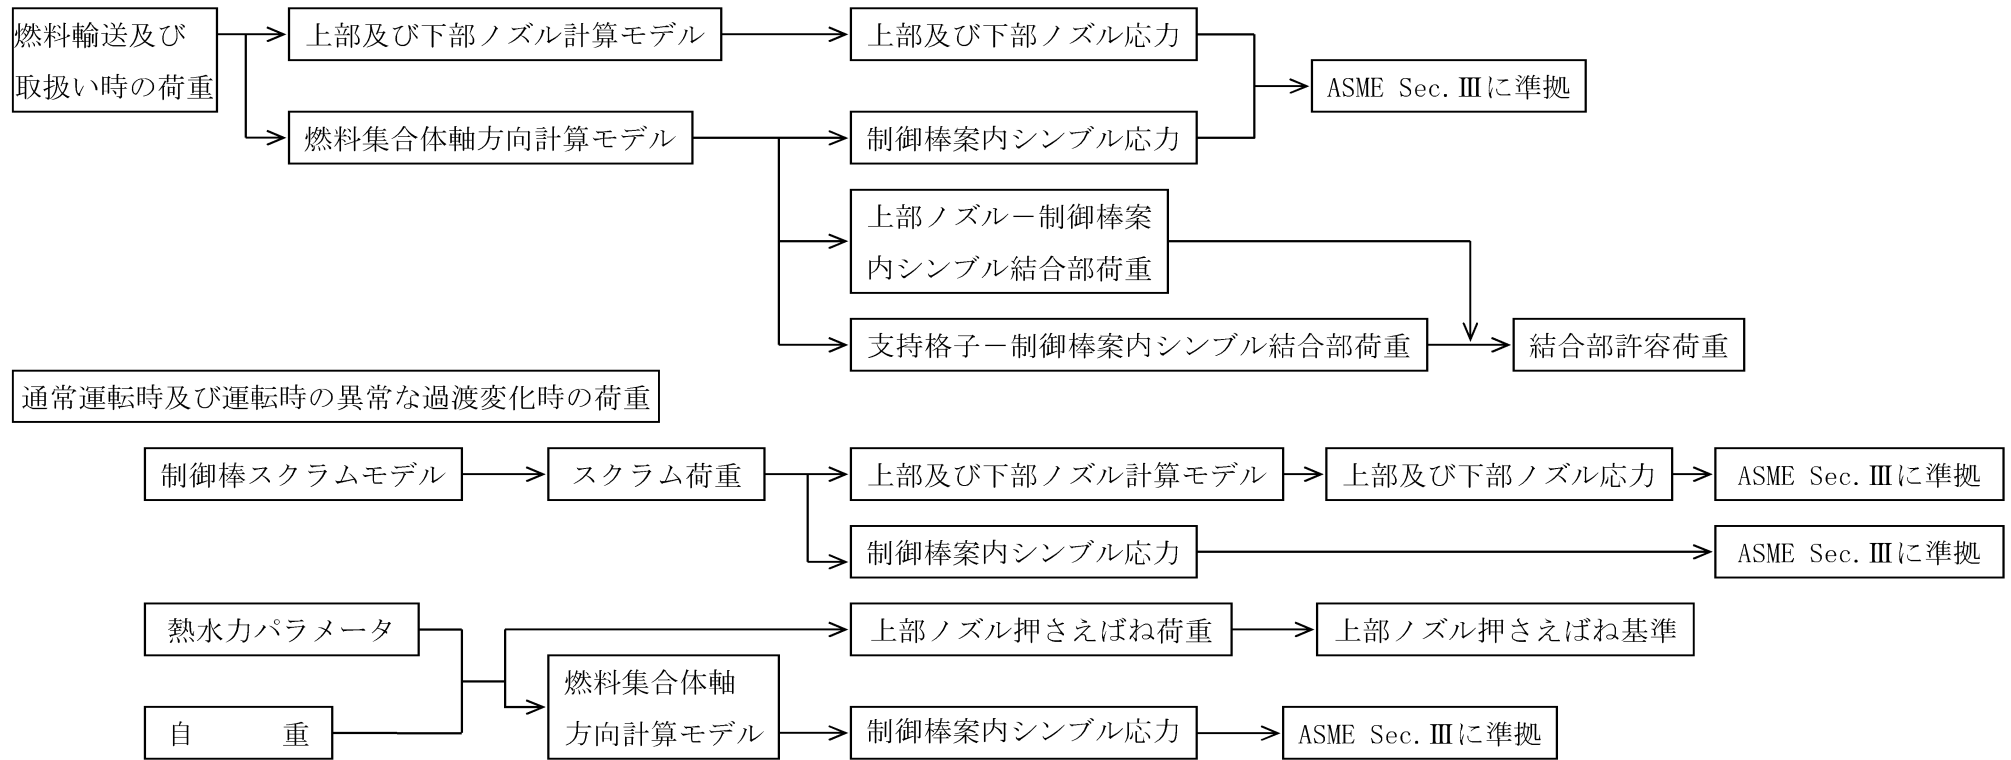 燃料輸送及び
取扱い時の荷重
上部及び下部ノズル計算モデル
上部及び下部ノズル応力
ASME Sec.Ⅲに準拠
燃料集合体軸方向計算モデル
制御棒案内シンブル応力
上部ノズル－制御棒案
内シンブル結合部荷重
支持格子－制御棒案内シンブル結合部荷重
結合部許容荷重
通常運転時及び運転時の異常な過渡変化時の荷重
制御棒スクラムモデル
スクラム荷重
上部及び下部ノズル計算モデル
上部及び下部ノズル応力
ASME Sec.Ⅲに準拠
制御棒案内シンブル応力
ASME Sec.Ⅲに準拠
熱水力パラメータ
上部ノズル押さえばね荷重
上部ノズル押さえばね基準
自　　　重
燃料集合体軸
方向計算モデル
制御棒案内シンブル応力
ASME Sec.Ⅲに準拠